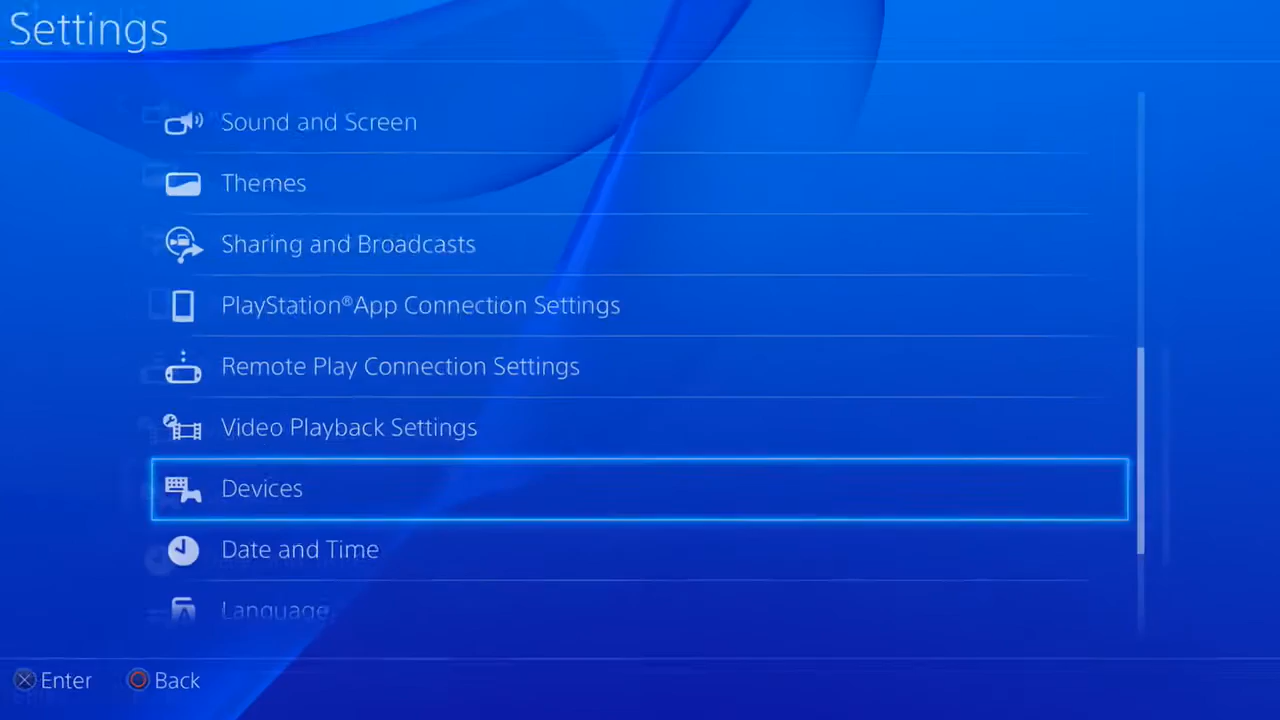 Settings
Sound and Screen
Themes
Sharing and Broadcasts
PlayStation®App Connection Settings
Remote Play Connection Settings
Video Playback Settings
Devices
Date and Time
Language
Enter
Back